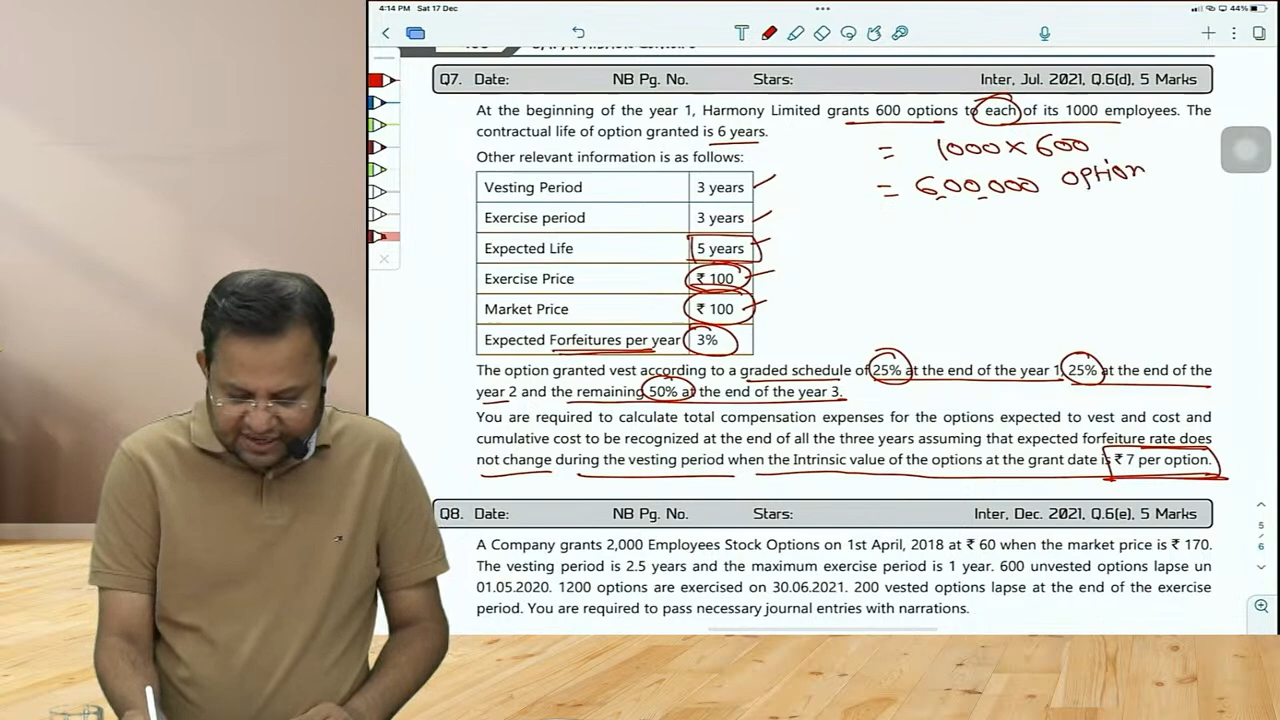 4:14 PM Sat 17 Dec
44%
Q7. Date: NB Pg. No. Stars: Inter, Jul. 2021, Q.6(d), 5 Marks
At the beginning of the year 1, Harmony Limited grants 600 options to each of its 1000 employees. The
contractual life of option granted is 6 years.
= 1000 × 600
Other relevant information is as follows:
= 600000 option
Vesting Period 3 years
Exercise period 3 years
Expected Life 5 years
Exercise Price ₹ 100
Market Price ₹ 100
Expected Forfeitures per year 3%
The option granted vest according to a graded schedule of 25% at the end of the year 1, 25% at the end of the
year 2 and the remaining 50% at the end of the year 3.
You are required to calculate total compensation expenses for the options expected to vest and cost and
cumulative cost to be recognized at the end of all the three years assuming that expected forfeiture rate does
not change during the vesting period when the Intrinsic value of the options at the grant date is ₹ 7 per option.
Q8. Date: NB Pg. No. Stars: Inter, Dec. 2021, Q.6(e), 5 Marks
A Company grants 2,000 Employees Stock Options on 1st April, 2018 at ₹ 60 when the market price is ₹ 170.
The vesting period is 2.5 years and the maximum exercise period is 1 year. 600 unvested options lapse un
01.05.2020. 1200 options are exercised on 30.06.2021. 200 vested options lapse at the end of the exercise
period. You are required to pass necessary journal entries with narrations.
5
/
6